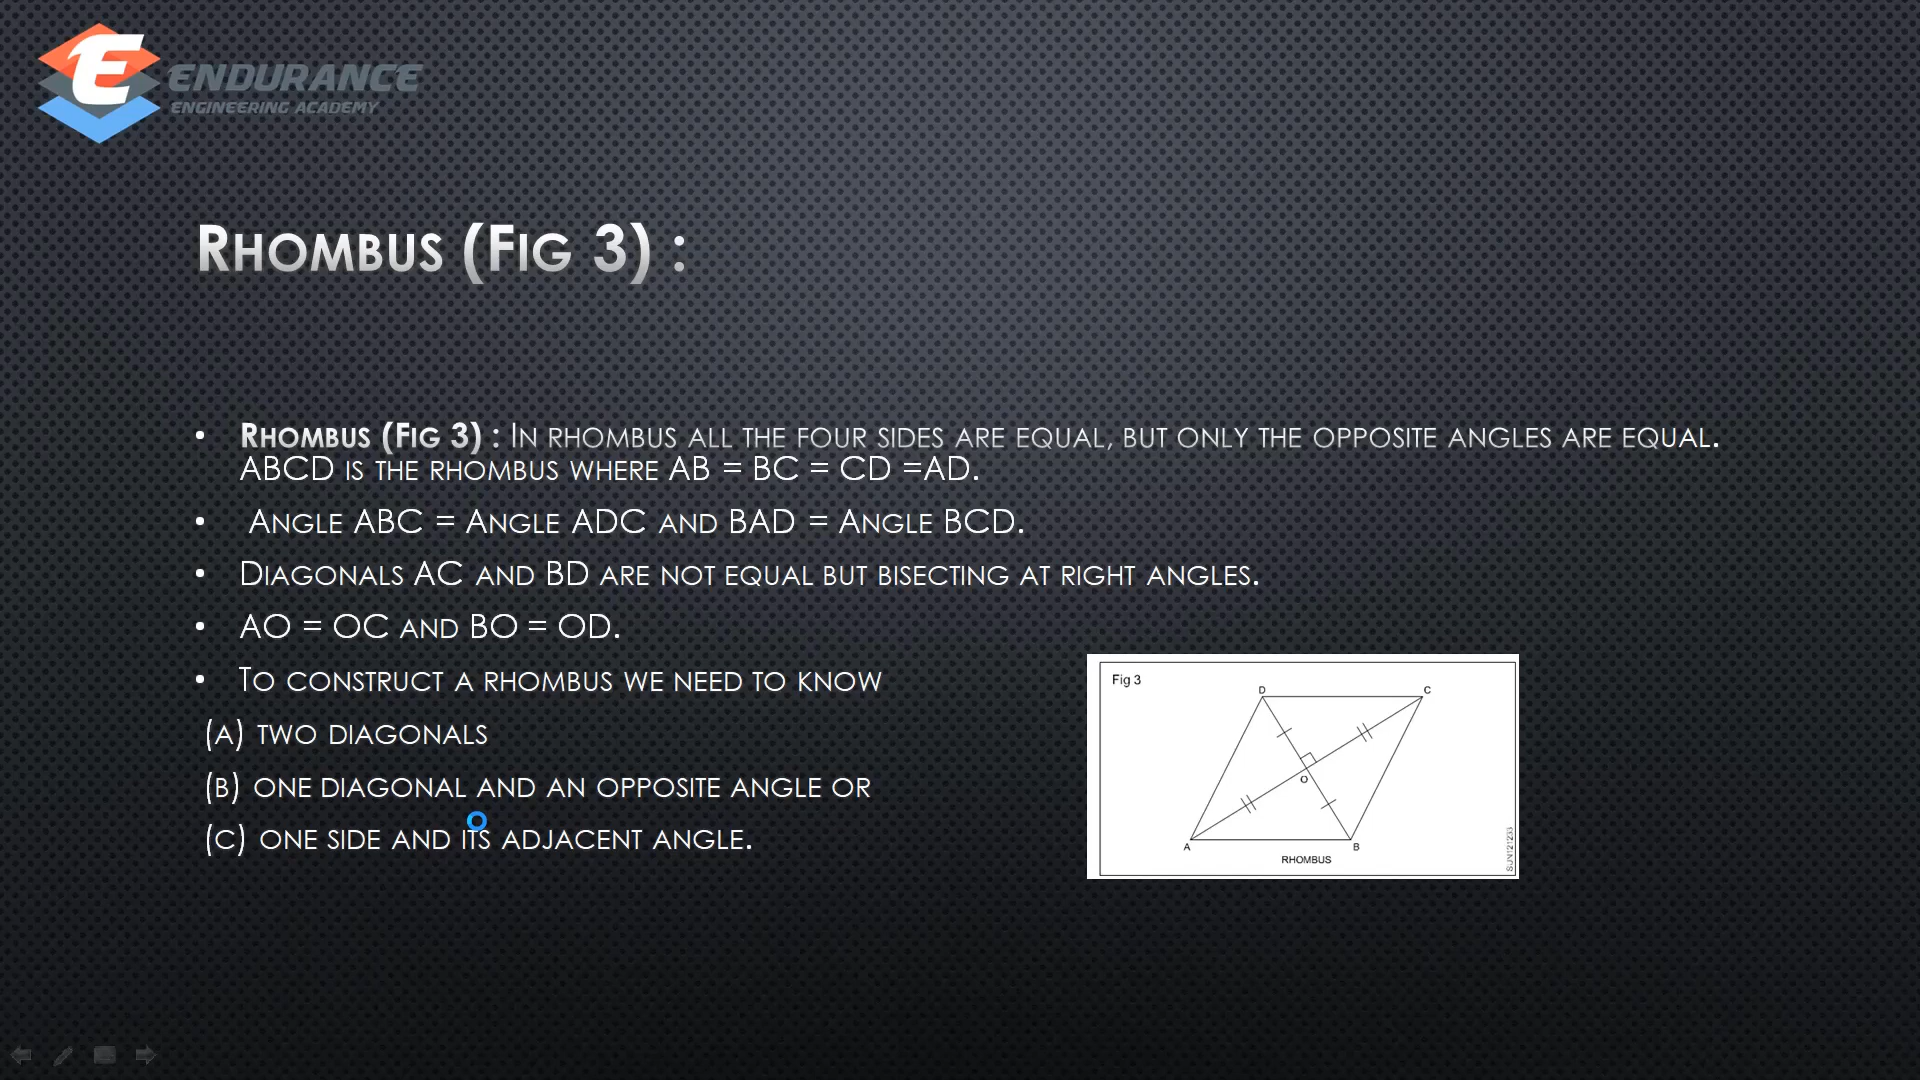 E ENDURANCE
ENGINEERING ACADEMY
RHOMBUS (FIG 3) :
• RHOMBUS (FIG 3) : IN RHOMBUS ALL THE FOUR SIDES ARE EQUAL, BUT ONLY THE OPPOSITE ANGLES ARE EQUAL.
ABCD IS THE RHOMBUS WHERE AB = BC = CD =AD.
• ANGLE ABC = ANGLE ADC AND BAD = ANGLE BCD.
• DIAGONALS AC AND BD ARE NOT EQUAL BUT BISECTING AT RIGHT ANGLES.
• AO = OC AND BO = OD.
• TO CONSTRUCT A RHOMBUS WE NEED TO KNOW
(A) TWO DIAGONALS
(B) ONE DIAGONAL AND AN OPPOSITE ANGLE OR
(C) ONE SIDE AND ITS ADJACENT ANGLE.
Fig 3
D
C
O
A
B
RHOMBUS